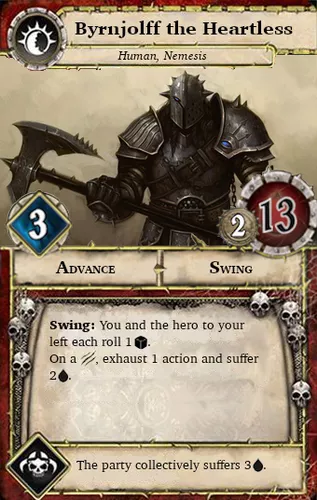 Byrnjolff the Heartless
Human, Nemesis
3
2
13
Advance
Swing
Swing: You and the hero to your
left each roll 1.
On a , exhaust 1 action and suffer
2.
The party collectively suffers 3.